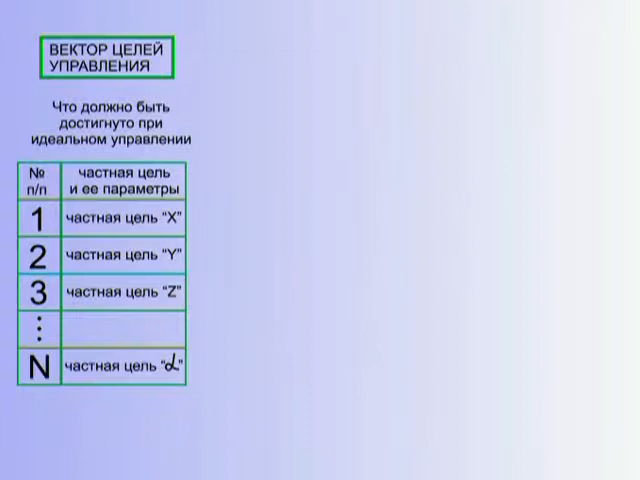 ВЕКТОР ЦЕЛЕЙ
УПРАВЛЕНИЯ
Что должно быть
достигнуто при
идеальном управлении
№ п/п частная цель и ее параметры
1 частная цель “X”
2 частная цель “Y”
3 частная цель “Z”
⋮
N частная цель “α”